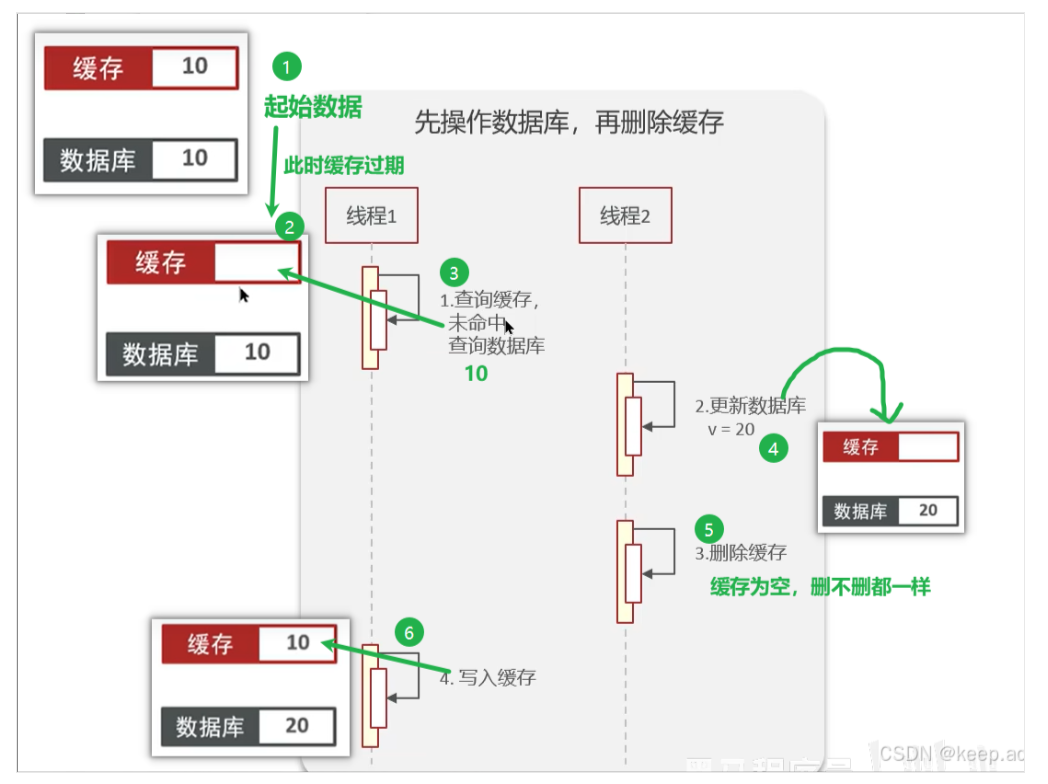 缓存 10
数据库 10
1
起始数据
此时缓存过期
先操作数据库，再删除缓存
线程1
线程2
2
缓存
数据库 10
3
1.查询缓存，
未命中
查询数据库
10
2.更新数据库
v = 20
4
缓存
数据库 20
5
3.删除缓存
缓存为空，删不删都一样
6
缓存 10
数据库 20
4. 写入缓存
CSDN @keep.ac